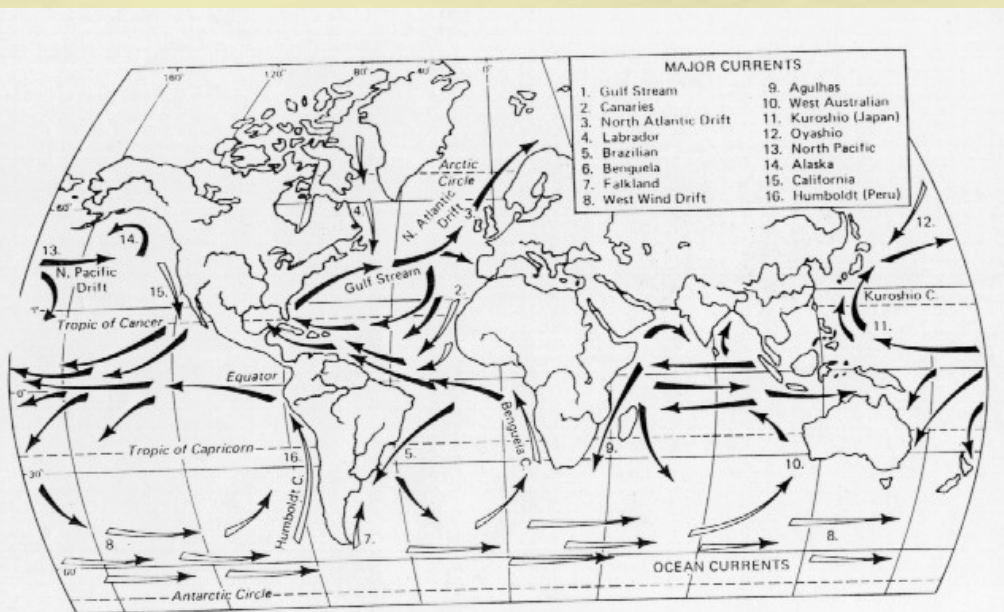 160°
120°
80°
40°
0°
MAJOR CURRENTS
1. Gulf Stream
2. Canaries
3. North Atlantic Drift
4. Labrador
5. Brazilian
6. Benguela
7. Falkland
8. West Wind Drift
9. Agulhas
10. West Australian
11. Kuroshio (Japan)
12. Oyashio
13. North Pacific
14. Alaska
15. California
16. Humboldt (Peru)
Arctic
Circle
60°
4.
N. Atlantic
Drift
3.
12.
13.
14.
N. Pacific
Drift
15.
Gulf Stream
2.
Kuroshio C.
Tropic of Cancer
11.
Equator
0°
Benguela C.
Tropic of Capricorn
30°
16.
Humboldt C.
5.
9.
10.
8
7.
8.
60°
OCEAN CURRENTS
Antarctic Circle